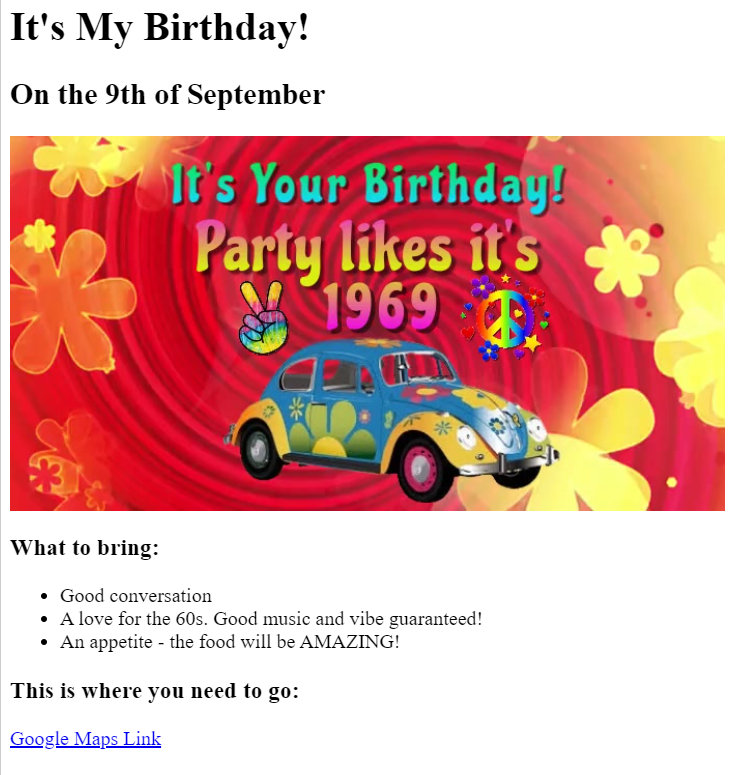 It's My Birthday!
On the 9th of September
It's Your Birthday!
Party likes it's
1969
What to bring:
Good conversation
A love for the 60s. Good music and vibe guaranteed!
An appetite - the food will be AMAZING!
This is where you need to go:
Google Maps Link